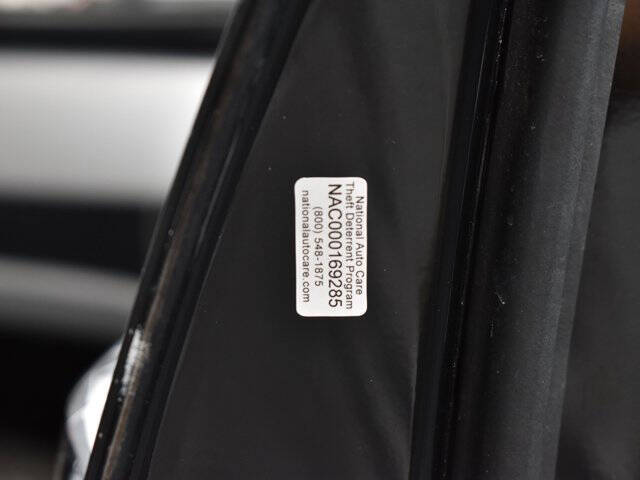 National Auto Care
Theft Deterrent Program
NAC000169285
(800) 548-1875
nationalautocare.com